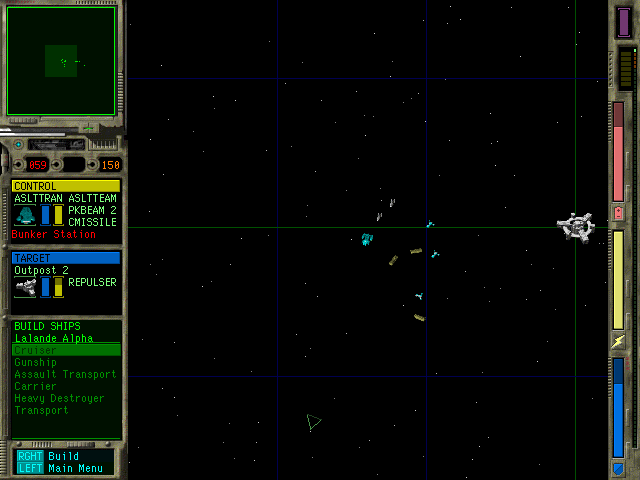 059 150
CONTROL
ASLTTRAN ASLTTEAM
PKBEAM 2
CMISSILE
Bunker Station
TARGET
Outpost 2
REPULSER
BUILD SHIPS
Lalande Alpha
Cruiser
Gunship
Assault Transport
Carrier
Heavy Destroyer
Transport
RGHT Build
LEFT Main Menu